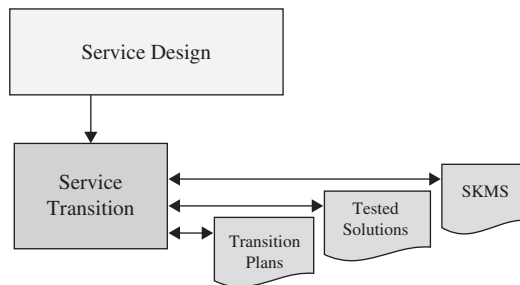 Service Design
Service
Transition
SKMS
Tested
Solutions
Transition
Plans